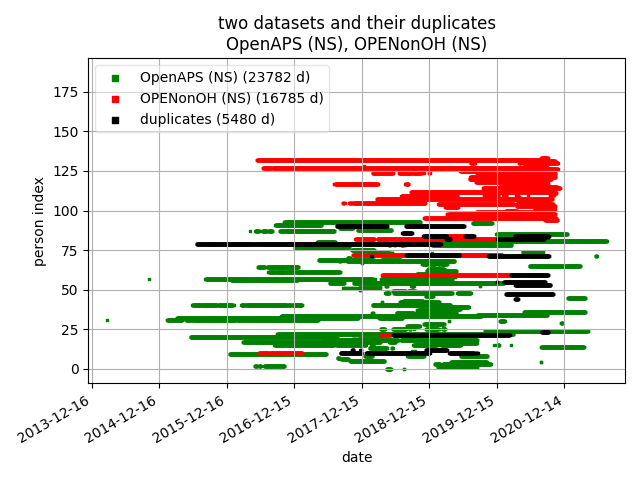 two datasets and their duplicates
OpenAPS (NS), OPENonOH (NS)
OpenAPS (NS) (23782 d)
OPENonOH (NS) (16785 d)
duplicates (5480 d)
person index
175
150
125
100
75
50
25
0
2013-12-16
2014-12-16
2015-12-16
2016-12-15
2017-12-15
2018-12-15
2019-12-15
2020-12-14
date